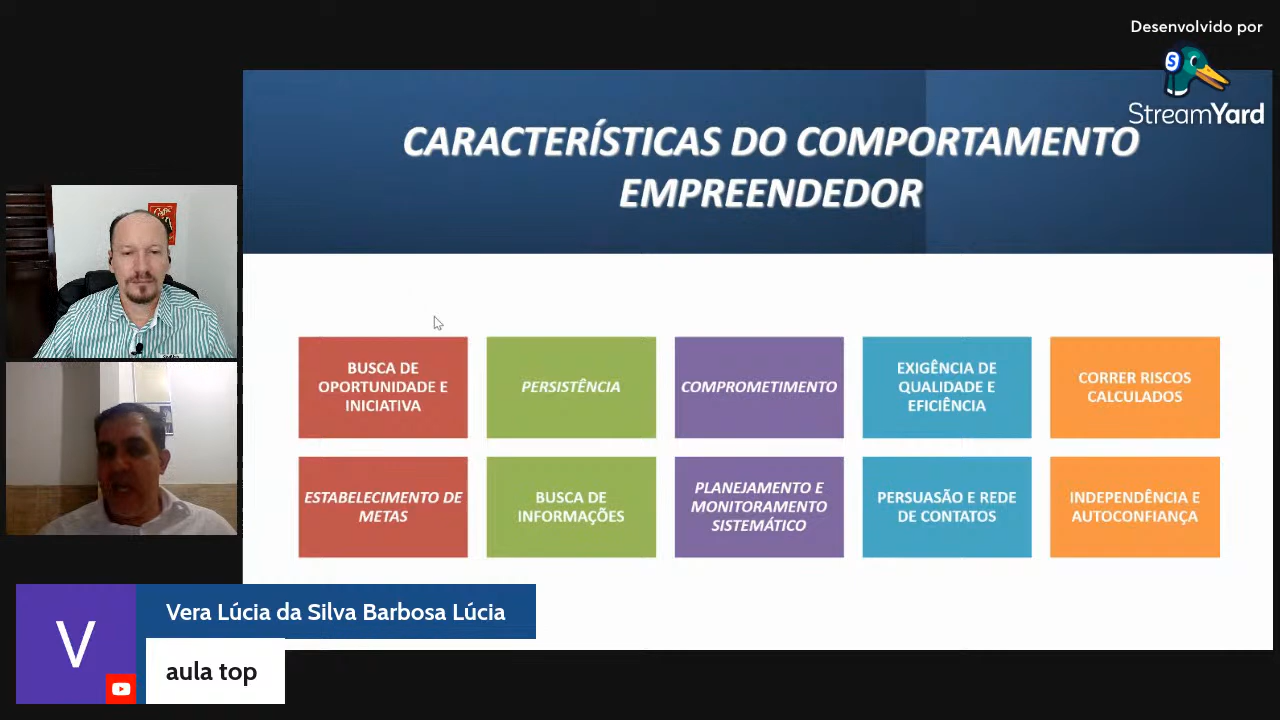 Desenvolvido por
StreamYard
CARACTERÍSTICAS DO COMPORTAMENTO
EMPREENDEDOR
BUSCA DE
OPORTUNIDADE E
INICIATIVA
PERSISTÊNCIA
COMPROMETIMENTO
EXIGÊNCIA DE
QUALIDADE E
EFICIÊNCIA
CORRER RISCOS
CALCULADOS
ESTABELECIMENTO DE
METAS
BUSCA DE
INFORMAÇÕES
PLANEJAMENTO E
MONITORAMENTO
SISTEMÁTICO
PERSUASÃO E REDE
DE CONTATOS
INDEPENDÊNCIA E
AUTOCONFIANÇA
V
Vera Lúcia da Silva Barbosa Lúcia
aula top